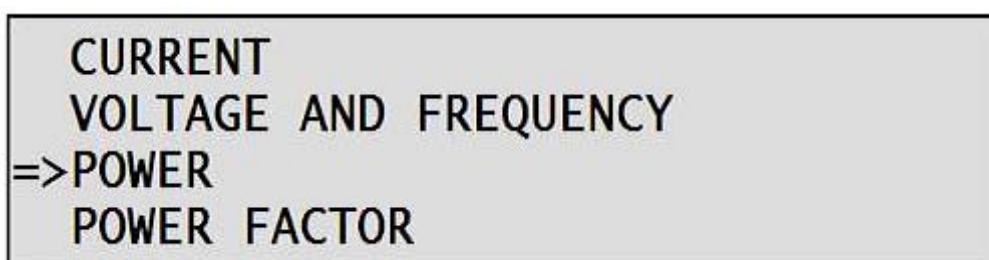 CURRENT
VOLTAGE AND FREQUENCY
=>POWER
POWER FACTOR